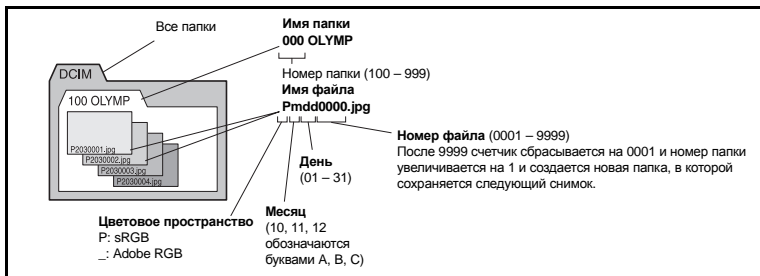 Все папки
Имя папки
000 OLYMP
Номер папки (100 – 999)
DCIM
100 OLYMP
Имя файла
Pmdd0000.jpg
P2030001.jpg
P2030002.jpg
P2030003.jpg
P2030004.jpg
Номер файла (0001 – 9999)
После 9999 счетчик сбрасывается на 0001 и номер папки
увеличивается на 1 и создается новая папка, в которой
сохраняется следующий снимок.
День
(01 – 31)
Месяц
(10, 11, 12
обозначаются
буквами A, B, C)
Цветовое пространство
P: sRGB
_: Adobe RGB